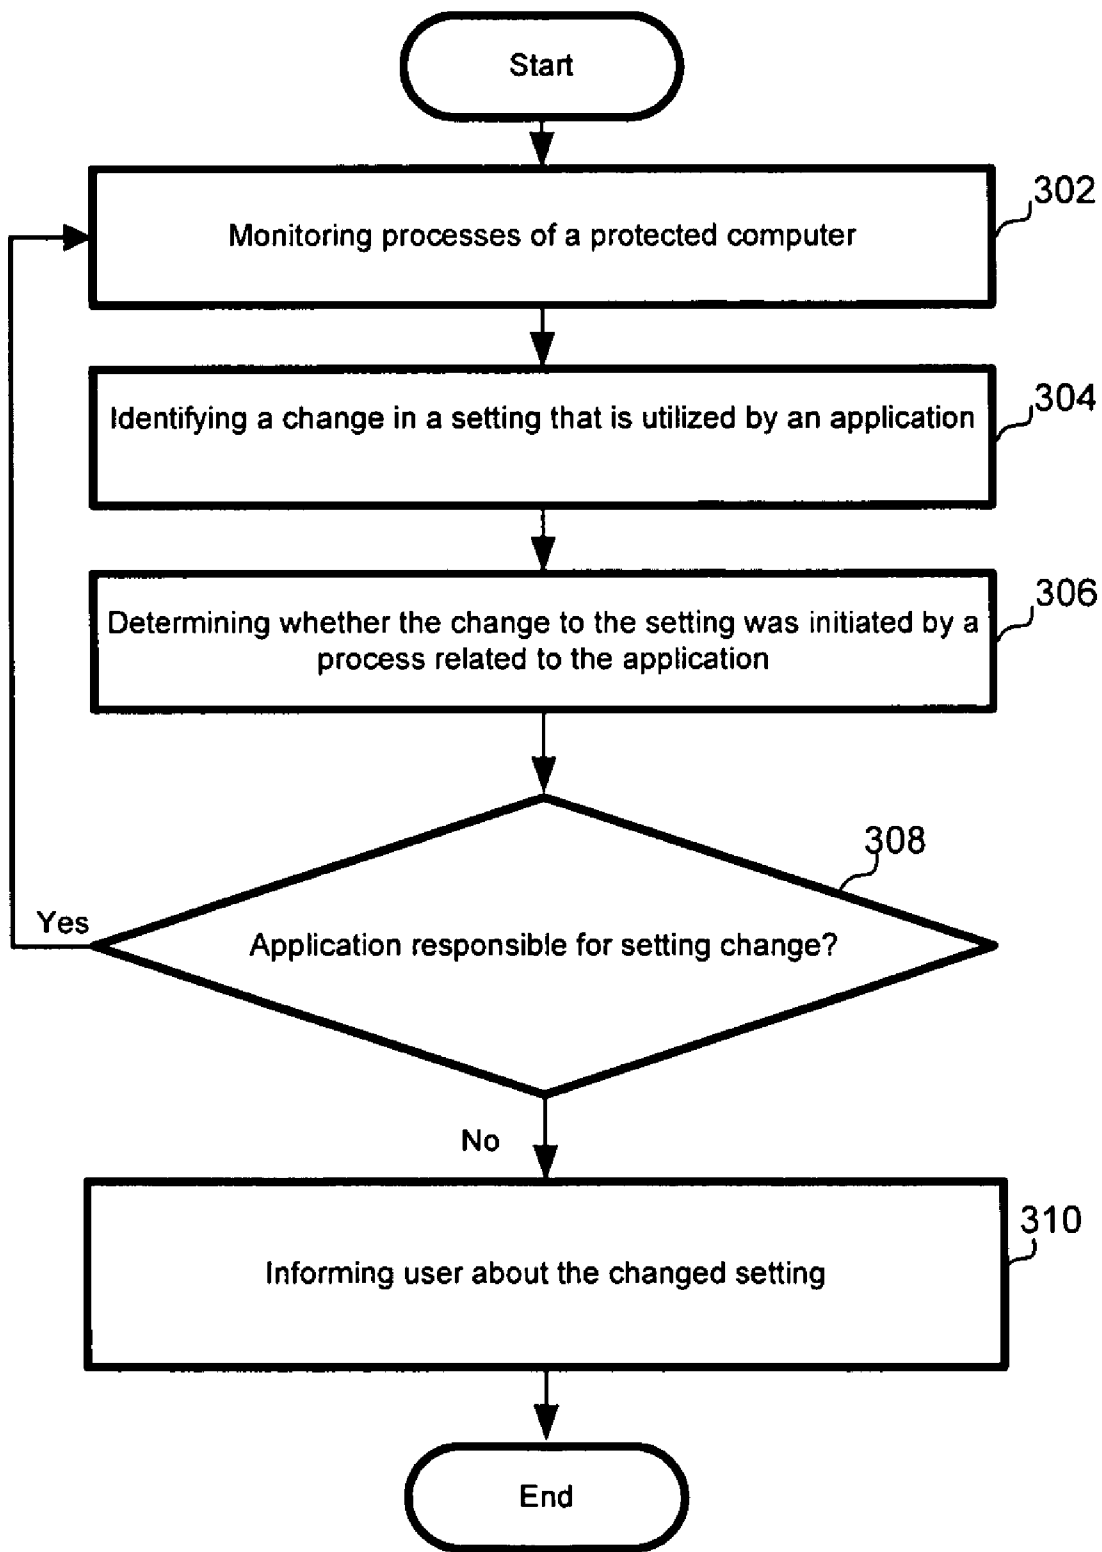 Start
302
Monitoring processes of a protected computer
304
Identifying a change in a setting that is utilized by an application
306
Determining whether the change to the setting was initiated by a
process related to the application
308
Yes
Application responsible for setting change?
No
310
Informing user about the changed setting
End